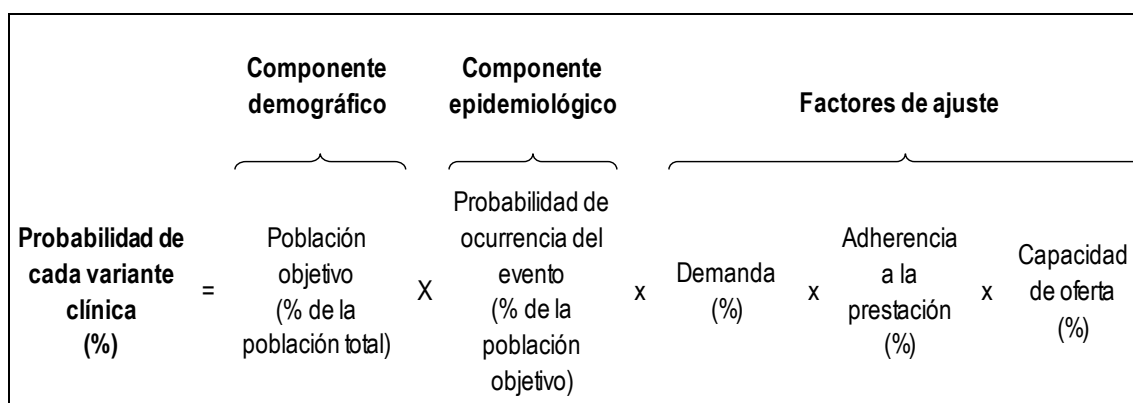 Componente
demográfico
Componente
epidemiológico
Factores de ajuste
Probabilidad de
cada variante
clínica
(%)
=
Población
objetivo
(% de la
población total)
X
Probabilidad de
ocurrencia del
evento
(% de la
población
objetivo)
x
Demanda
(%)
x
Adherencia
a la
prestación
(%)
x
Capacidad
de oferta
(%)